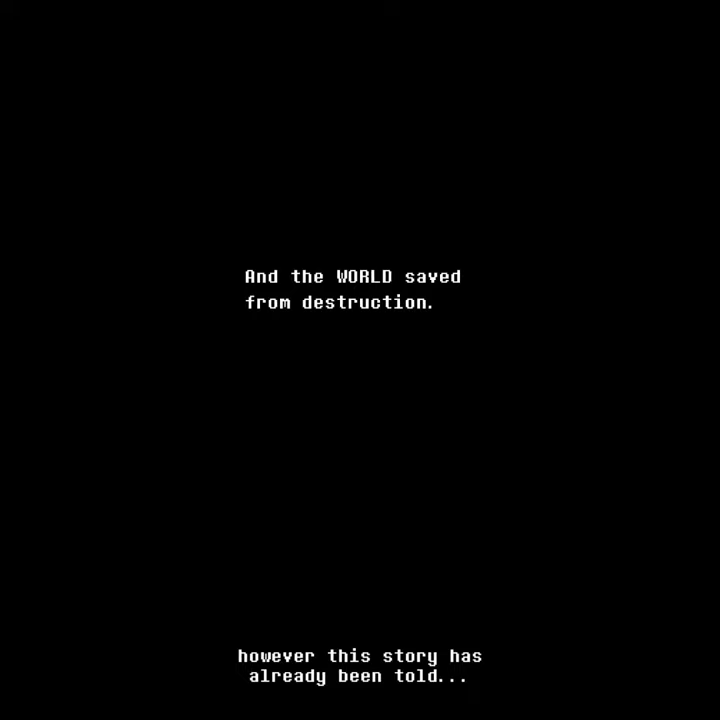 And the WORLD saved
from destruction.
however this story has
already been told...